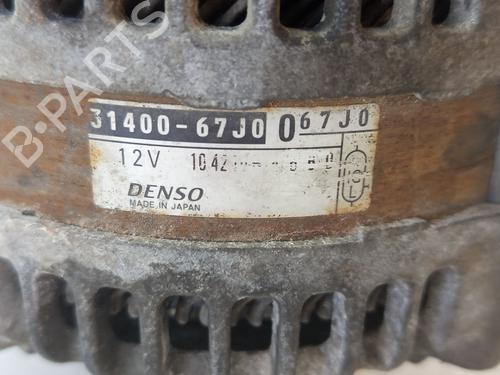 31400-67J0 0 67J0
12V
DENSO
MADE IN JAPAN
B-PARTS